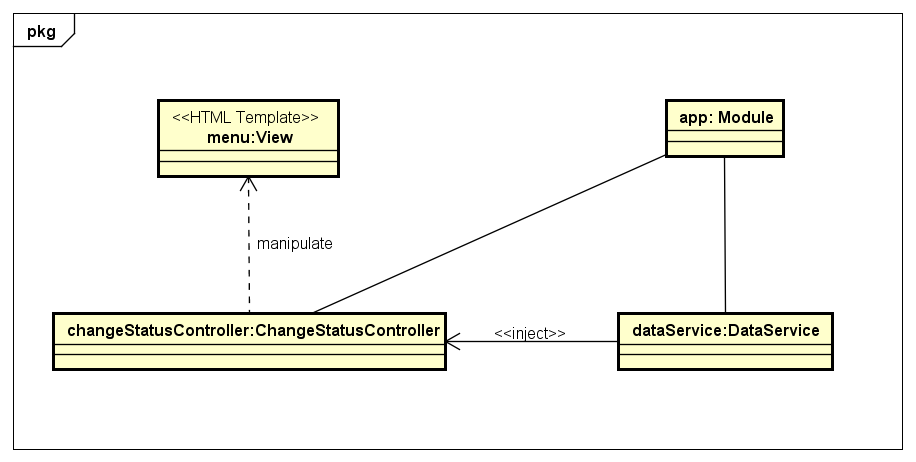 pkg
<<HTML Template>>
menu:View
app: Module
manipulate
changeStatusController:ChangeStatusController
<<inject>>
dataService:DataService